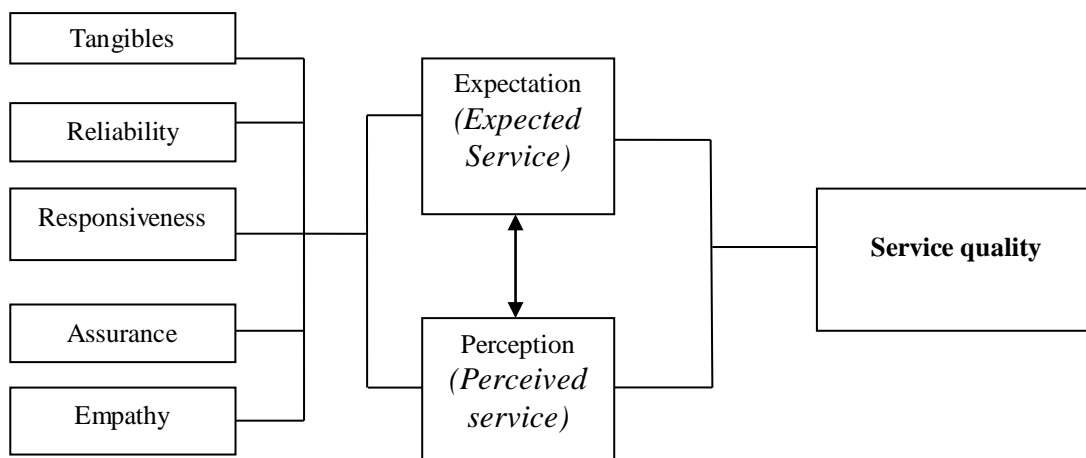 Tangibles
Reliability
Responsiveness
Assurance
Empathy
Expectation
(Expected
Service)
Perception
(Perceived
service)
Service quality